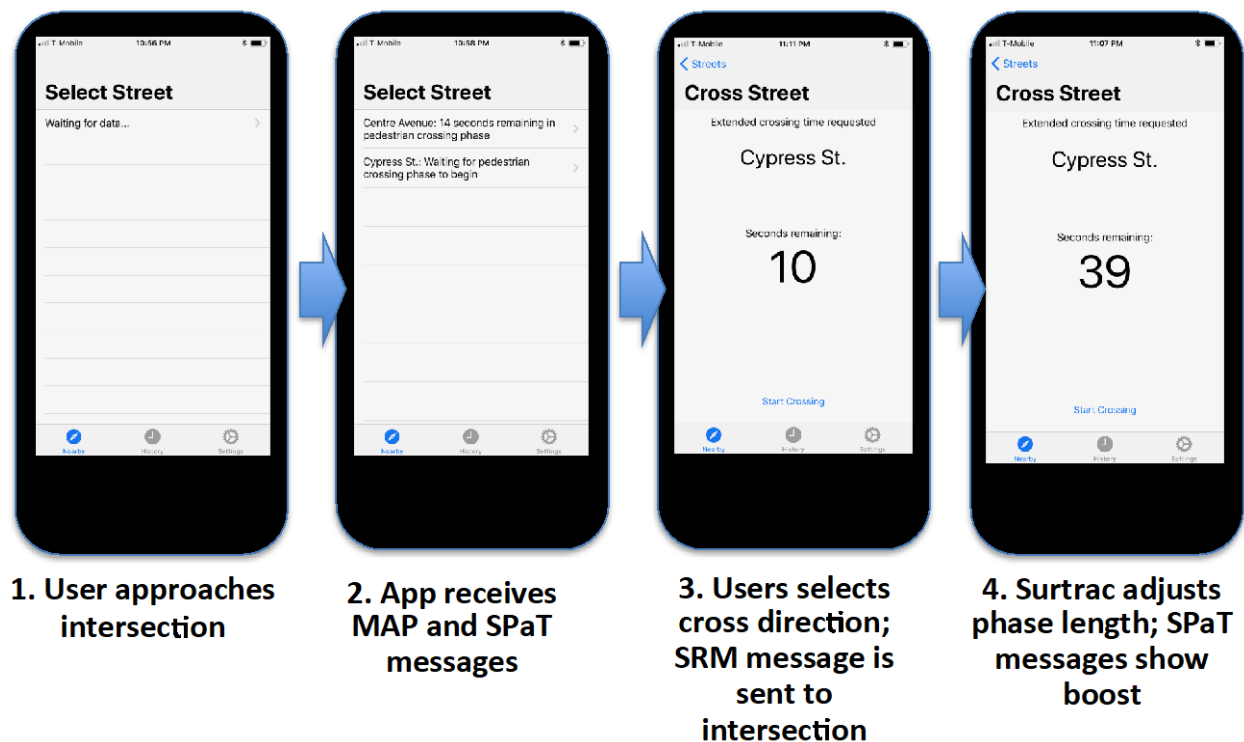 T-Mobile 10:56 PM
Select Street
Waiting for data...
Nearby History Settings
1. User approaches
intersection
T-Mobile 10:58 PM
Select Street
Centre Avenue: 14 seconds remaining in
pedestrian crossing phase
Cypress St.: Waiting for pedestrian
crossing phase to begin
Nearby History Settings
2. App receives
MAP and SPaT
messages
T-Mobile 11:11 PM
Streets
Cross Street
Extended crossing time requested
Cypress St.
Seconds remaining:
10
Start Crossing
Nearby History Settings
3. Users selects
cross direction;
SRM message is
sent to
intersection
T-Mobile 11:07 PM
Streets
Cross Street
Extended crossing time requested
Cypress St.
Seconds remaining:
39
Start Crossing
Nearby History Settings
4. Surtrac adjusts
phase length; SPaT
messages show
boost